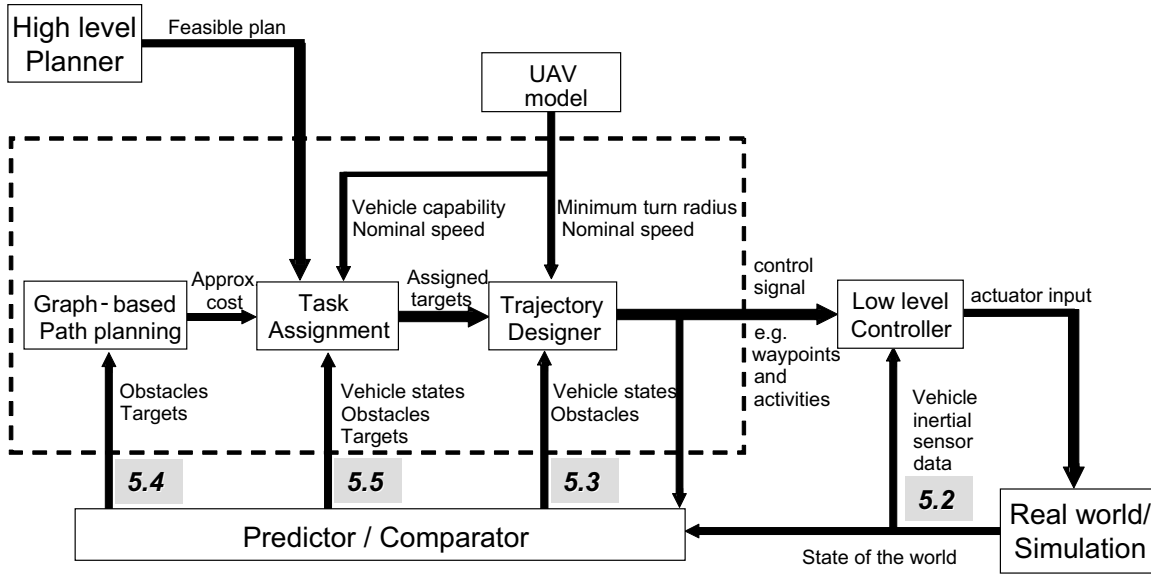 High level
Planner
Feasible plan
UAV
model
Vehicle capability
Nominal speed
Minimum turn radius
Nominal speed
Graph-based
Path planning
Approx
cost
Task
Assignment
Assigned
targets
Trajectory
Designer
control
signal
e.g.
waypoints
and
activities
Low level
Controller
actuator input
Obstacles
Targets
Vehicle states
Obstacles
Targets
Vehicle states
Obstacles
Vehicle
inertial
sensor
data
5.4
5.5
5.3
5.2
Predictor / Comparator
State of the world
Real world/
Simulation